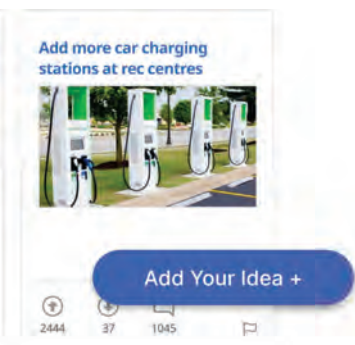 Add more car charging
stations at rec centres
Add Your Idea +
2444 37 1045